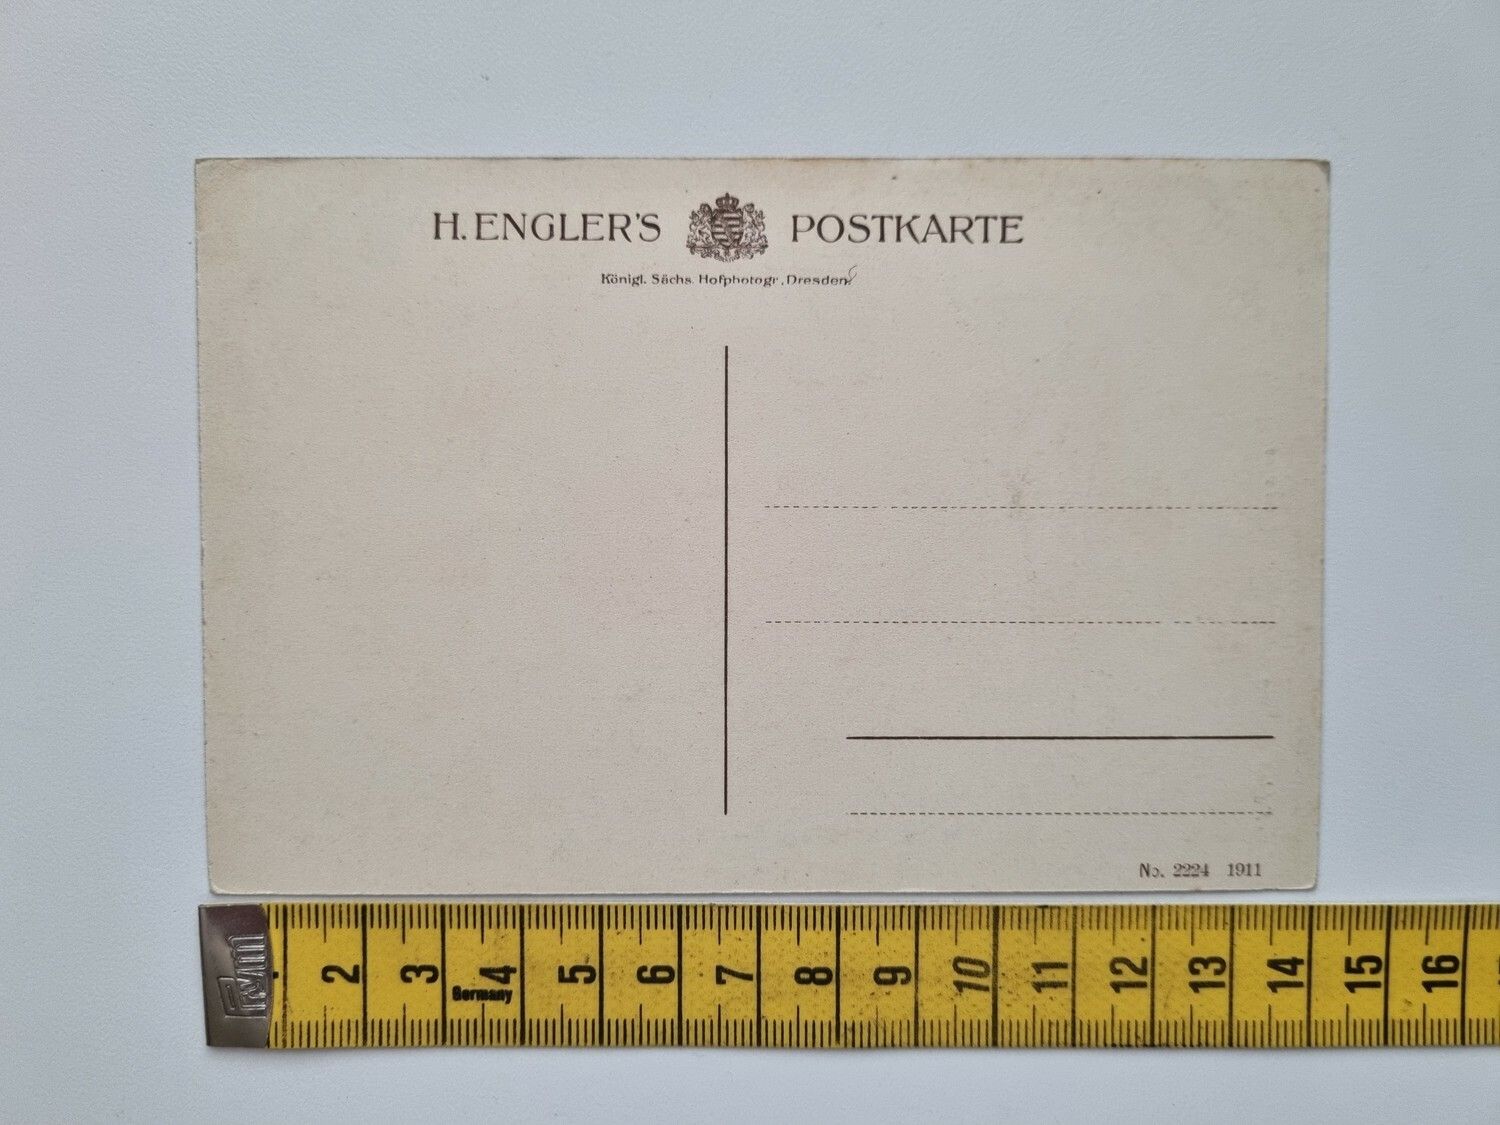 H. ENGLER'S POSTKARTE
Königl. Sächs. Hofphotogr., Dresden.
No. 2224 1911
Prym 2 3 4 5 6 7 8 9 10 11 12 13 14 15 16
Germany